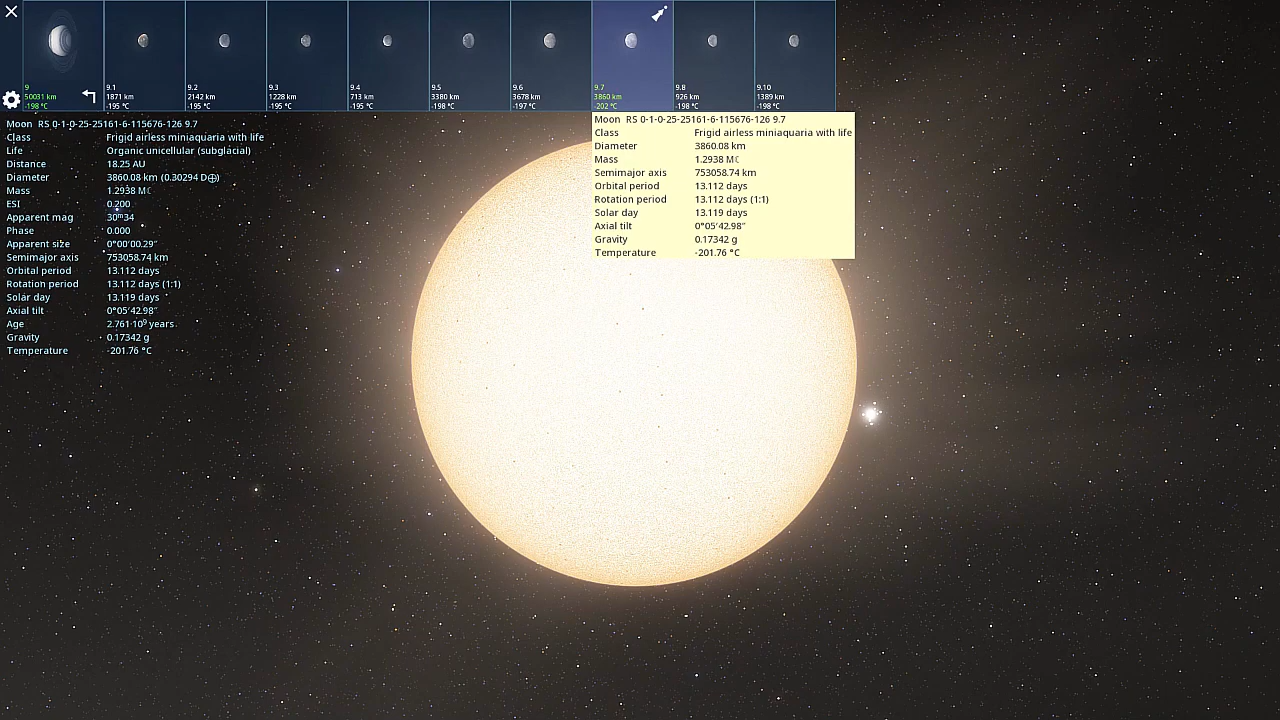 9
50031 km
-198 °C
9.1
1871 km
-195 °C
9.2
2142 km
-195 °C
9.3
1228 km
-195 °C
9.4
713 km
-195 °C
9.5
3380 km
-198 °C
9.6
3678 km
-198 °C
9.7
3860 km
-202 °C
9.8
926 km
-198 °C
9.10
1389 km
-198 °C
Moon RS 0-1-0-25-25161-6-115676-126 9.7
Class Frigid airless miniaquaria with life
Life Organic unicellular (subglacial)
Distance 18.25 AU
Diameter 3860.08 km (0.30294 D⊕)
Mass 1.2938 M☾
ESI 0.200
Apparent mag 30ᵐ34
Phase 0.000
Apparent size 0°00′00.29″
Semimajor axis 753058.74 km
Orbital period 13.112 days
Rotation period 13.112 days (1:1)
Solar day 13.119 days
Axial tilt 0°05′42.98″
Age 2.761·10⁹ years
Gravity 0.17342 g
Temperature -201.76 °C
Moon RS 0-1-0-25-25161-6-115676-126 9.7
Class Frigid airless miniaquaria with life
Diameter 3860.08 km
Mass 1.2938 M☾
Semimajor axis 753058.74 km
Orbital period 13.112 days
Rotation period 13.112 days (1:1)
Solar day 13.119 days
Axial tilt 0°05′42.98″
Gravity 0.17342 g
Temperature -201.76 °C